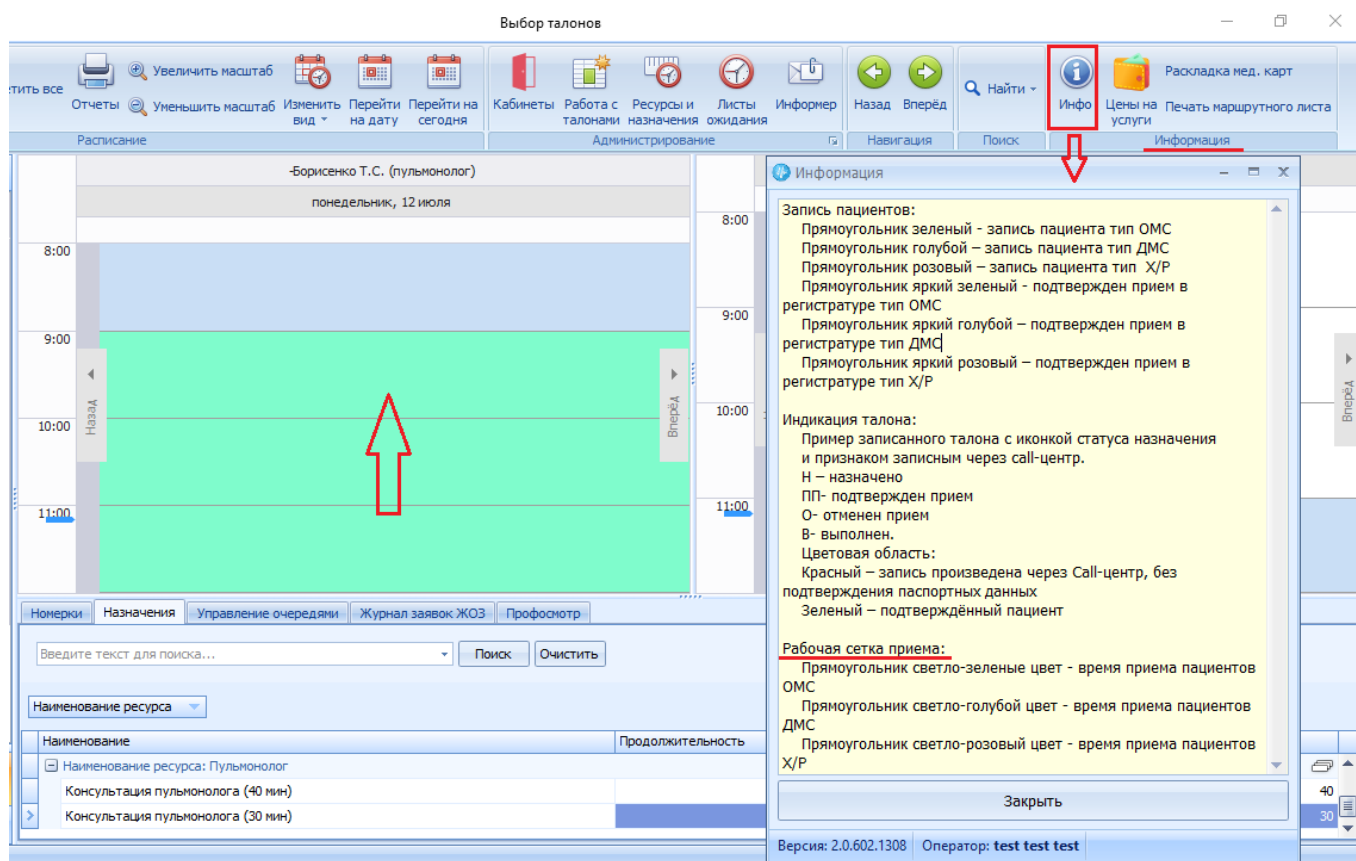 Выбор талонов
тить все
Отчеты
Увеличить масштаб
Уменьшить масштаб
Изменить вид
Перейти на дату
Перейти на сегодня
Кабинеты
Работа с талонами
Ресурсы и назначения
Листы ожидания
Информер
Назад
Вперёд
Найти
Инфо
Цены на услуги
Раскладка мед. карт
Печать маршрутного листа
Расписание
Администрирование
Навигация
Поиск
Информация
-Борисенко Т.С. (пульмонолог)
понедельник, 12 июля
8:00
9:00
10:00
11:00
Назад
Вперёд
8:00
9:00
10:00
11:00
Вперёд
Информация
Запись пациентов:
Прямоугольник зеленый - запись пациента тип ОМС
Прямоугольник голубой – запись пациента тип ДМС
Прямоугольник розовый – запись пациента тип Х/Р
Прямоугольник яркий зеленый - подтвержден прием в
регистратуре тип ОМС
Прямоугольник яркий голубой – подтвержден прием в
регистратуре тип ДМС
Прямоугольник яркий розовый – подтвержден прием в
регистратуре тип Х/Р
Индикация талона:
Пример записанного талона с иконкой статуса назначения
и признаком записным через call-центр.
Н – назначено
ПП- подтвержден прием
О- отменен прием
В- выполнен.
Цветовая область:
Красный – запись произведена через Call-центр, без
подтверждения паспортных данных
Зеленый – подтверждённый пациент
Рабочая сетка приема:
Прямоугольник светло-зеленые цвет - время приема пациентов
ОМС
Прямоугольник светло-голубой цвет - время приема пациентов
ДМС
Прямоугольник светло-розовый цвет - время приема пациентов
Х/Р
Закрыть
Версия: 2.0.602.1308 Оператор: test test test
Номерки Назначения Управление очередями Журнал заявок ЖОЗ Профосмотр
Введите текст для поиска... Поиск Очистить
Наименование ресурса
Наименование Продолжительность
Наименование ресурса: Пульмонолог
Консультация пульмонолога (40 мин) 40
Консультация пульмонолога (30 мин) 30